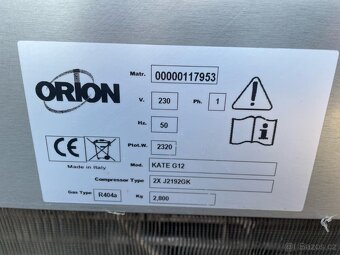 ORION
Matr. 00000117953
V. 230 Ph. 1
Hz. 50
Ptot.W. 2320
CE
Made in Italy
Mod. KATE G12
Compressor Type 2X J2192GK
Gas Type R404a Kg 2,800
© Bazos.cz